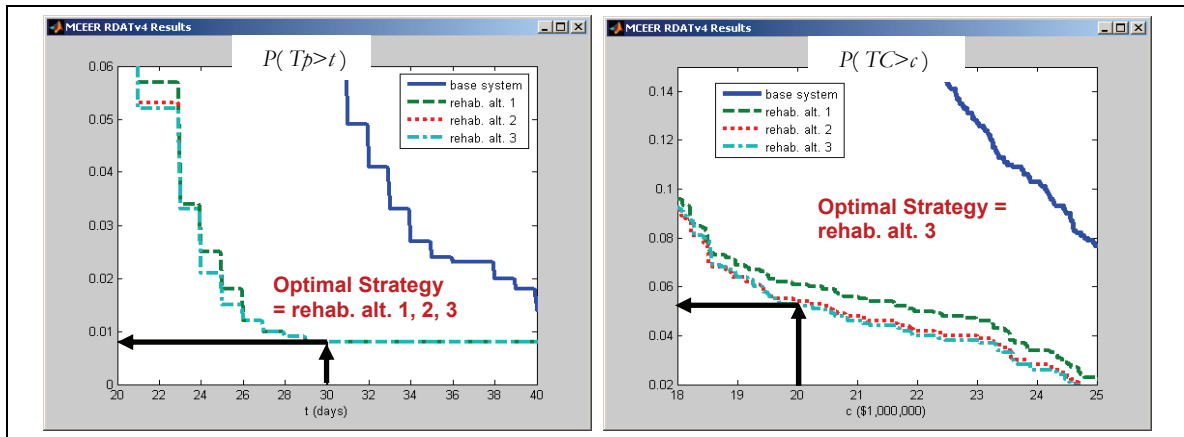 MCEER RDATv4 Results
P( Tp>t )
0.06
0.05
0.04
0.03
0.02
0.01
0
20
22
24
26
28
30
32
34
36
38
40
t (days)
base system
rehab. alt. 1
rehab. alt. 2
rehab. alt. 3
Optimal Strategy
= rehab. alt. 1, 2, 3
MCEER RDATv4 Results
P( TC>c )
0.14
0.12
0.1
0.08
0.06
0.04
0.02
18
19
20
21
22
23
24
25
c ($1,000,000)
base system
rehab. alt. 1
rehab. alt. 2
rehab. alt. 3
Optimal Strategy =
rehab. alt. 3